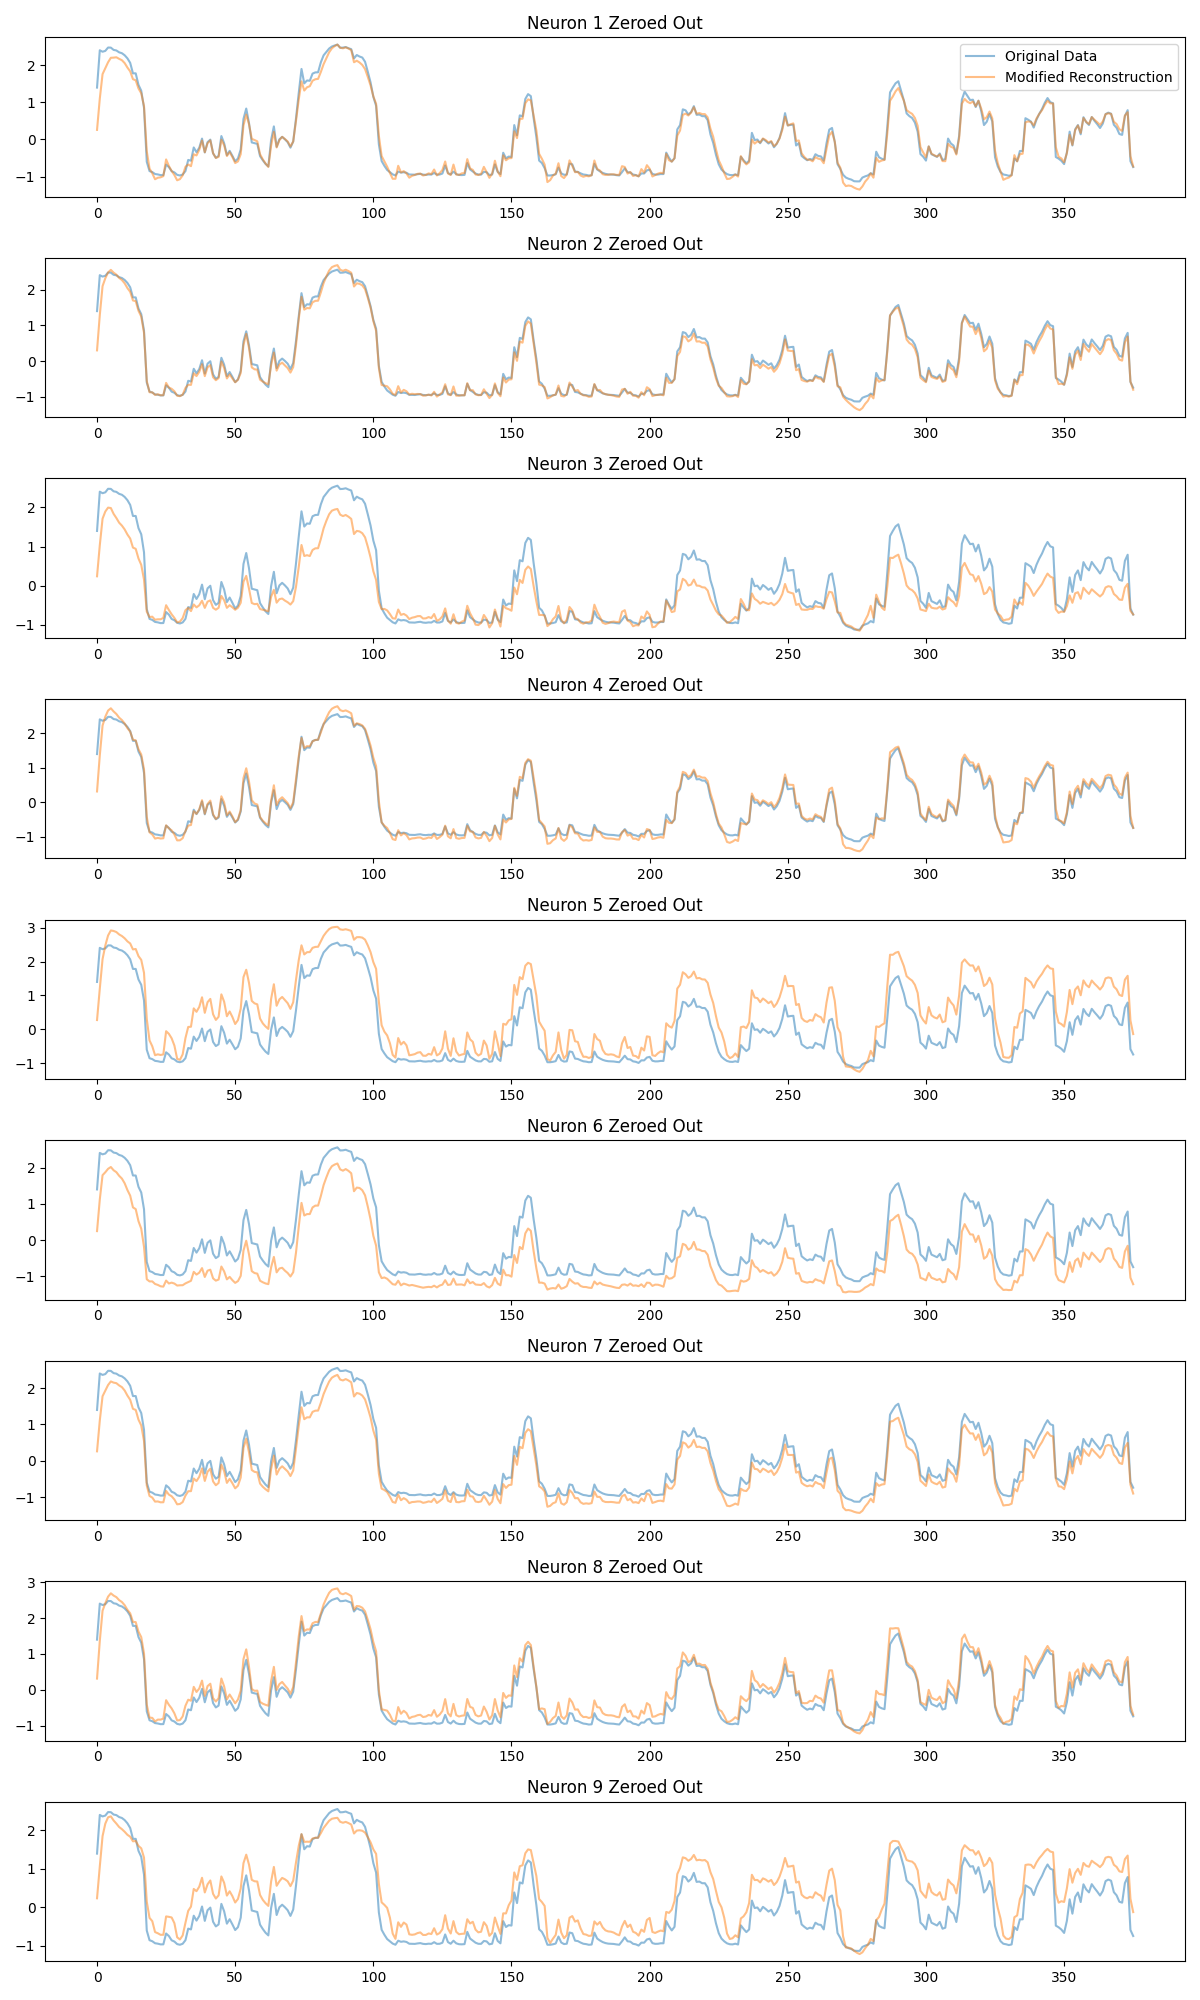 Neuron 1 Zeroed Out
Original Data
Modified Reconstruction
2
1
0
−1
0 50 100 150 200 250 300 350
Neuron 2 Zeroed Out
2
1
0
−1
0 50 100 150 200 250 300 350
Neuron 3 Zeroed Out
2
1
0
−1
0 50 100 150 200 250 300 350
Neuron 4 Zeroed Out
2
1
0
−1
0 50 100 150 200 250 300 350
Neuron 5 Zeroed Out
3
2
1
0
−1
0 50 100 150 200 250 300 350
Neuron 6 Zeroed Out
2
1
0
−1
0 50 100 150 200 250 300 350
Neuron 7 Zeroed Out
2
1
0
−1
0 50 100 150 200 250 300 350
Neuron 8 Zeroed Out
3
2
1
0
−1
0 50 100 150 200 250 300 350
Neuron 9 Zeroed Out
2
1
0
−1
0 50 100 150 200 250 300 350